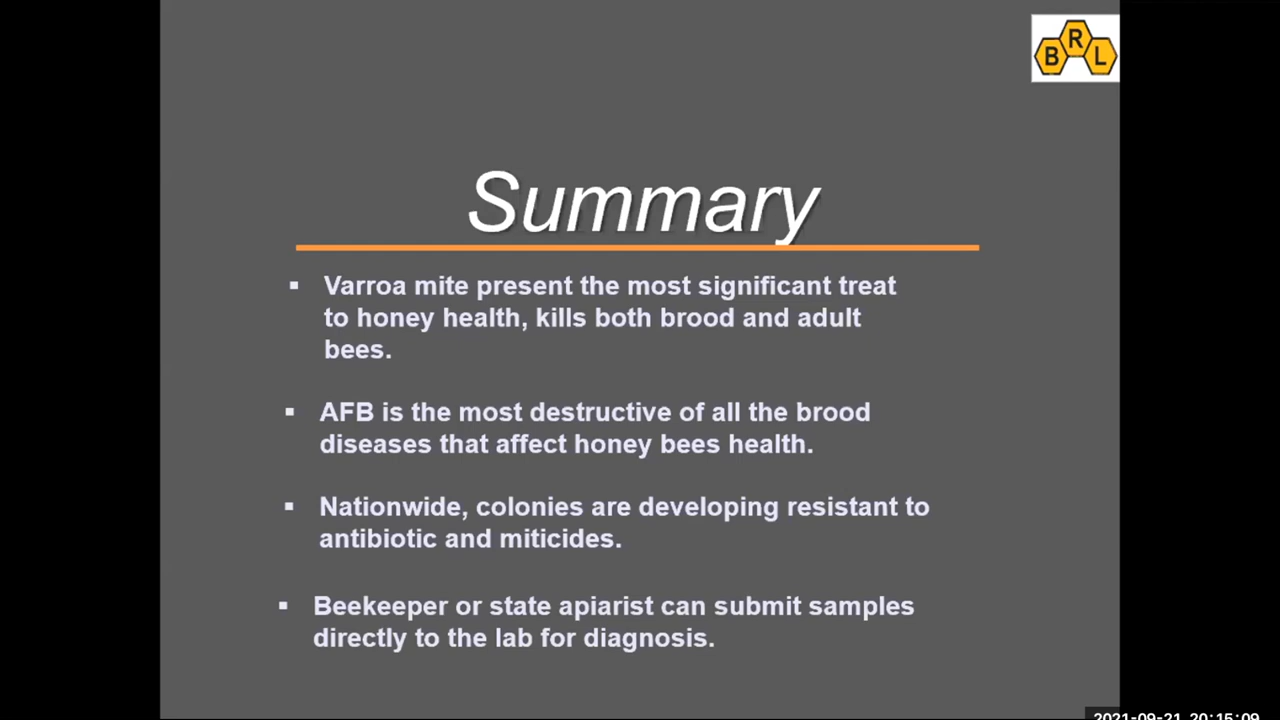 B R L
Summary
▪ Varroa mite present the most significant treat
to honey health, kills both brood and adult
bees.
▪ AFB is the most destructive of all the brood
diseases that affect honey bees health.
▪ Nationwide, colonies are developing resistant to
antibiotic and miticides.
▪ Beekeeper or state apiarist can submit samples
directly to the lab for diagnosis.
2021-09-21 20:15:09